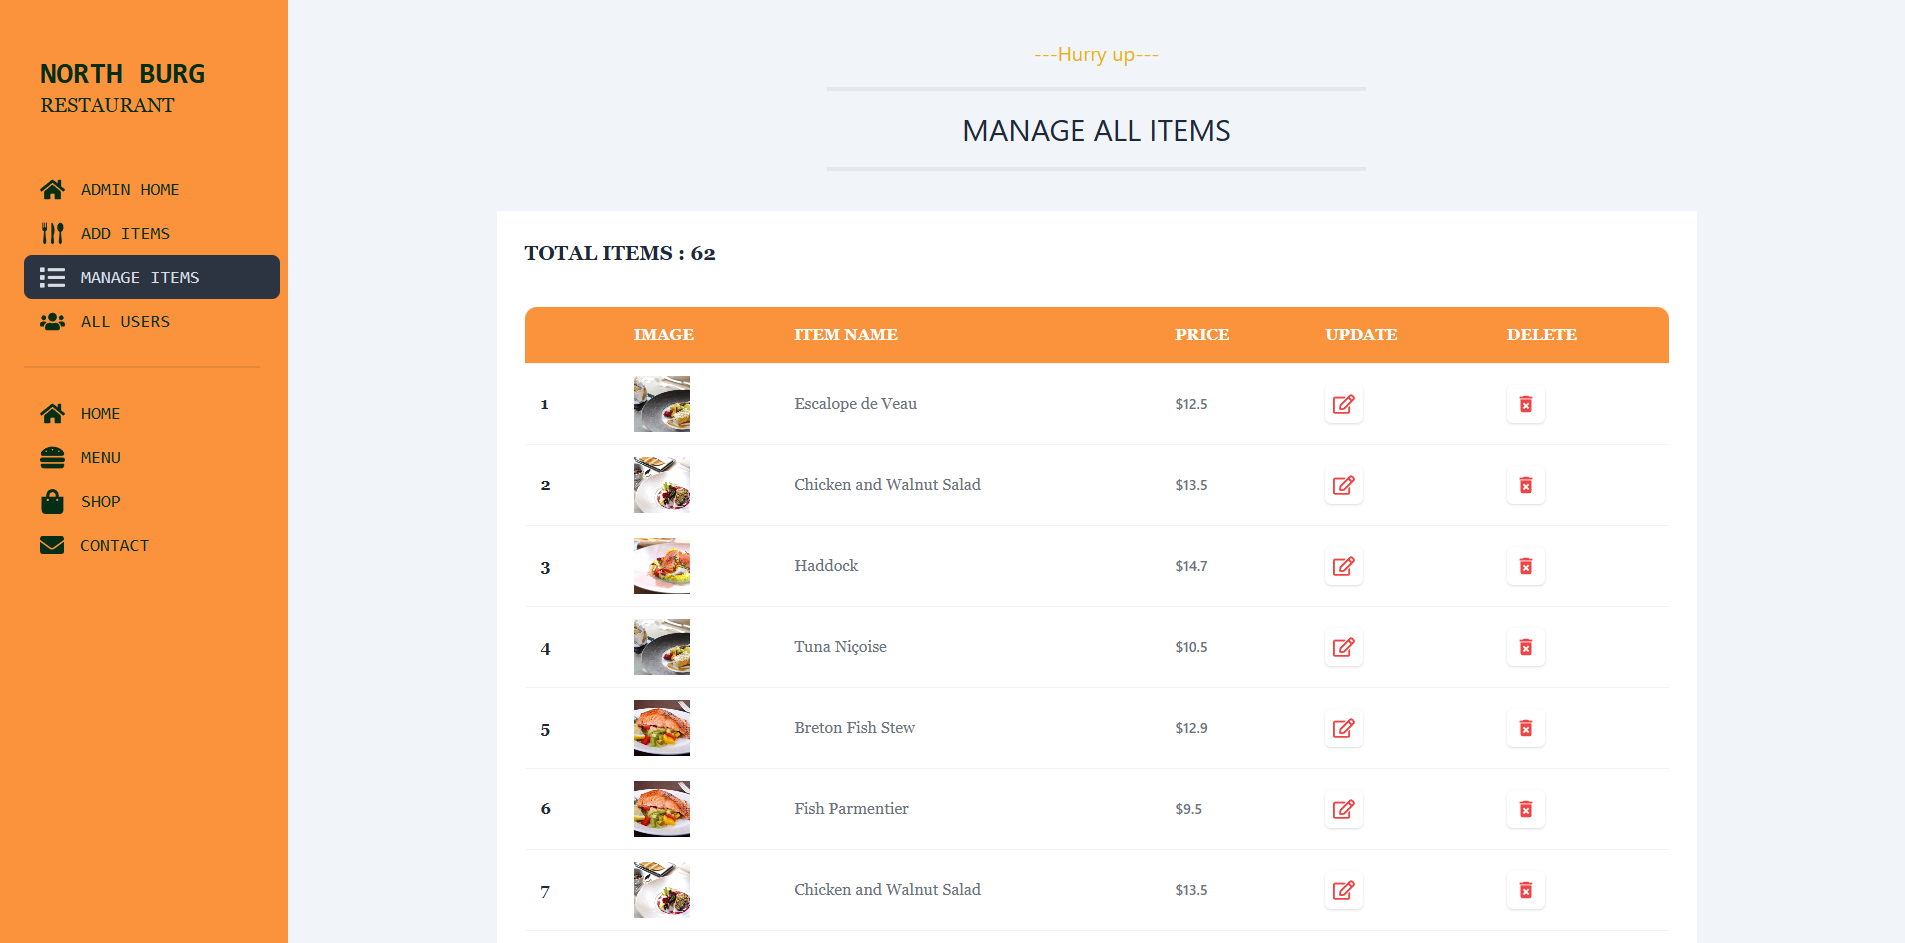 NORTH BURG
RESTAURANT
ADMIN HOME
ADD ITEMS
MANAGE ITEMS
ALL USERS
HOME
MENU
SHOP
CONTACT
---Hurry up---
MANAGE ALL ITEMS
TOTAL ITEMS : 62
IMAGE ITEM NAME PRICE UPDATE DELETE
1 Escalope de Veau $12.5
2 Chicken and Walnut Salad $13.5
3 Haddock $14.7
4 Tuna Niçoise $10.5
5 Breton Fish Stew $12.9
6 Fish Parmentier $9.5
7 Chicken and Walnut Salad $13.5